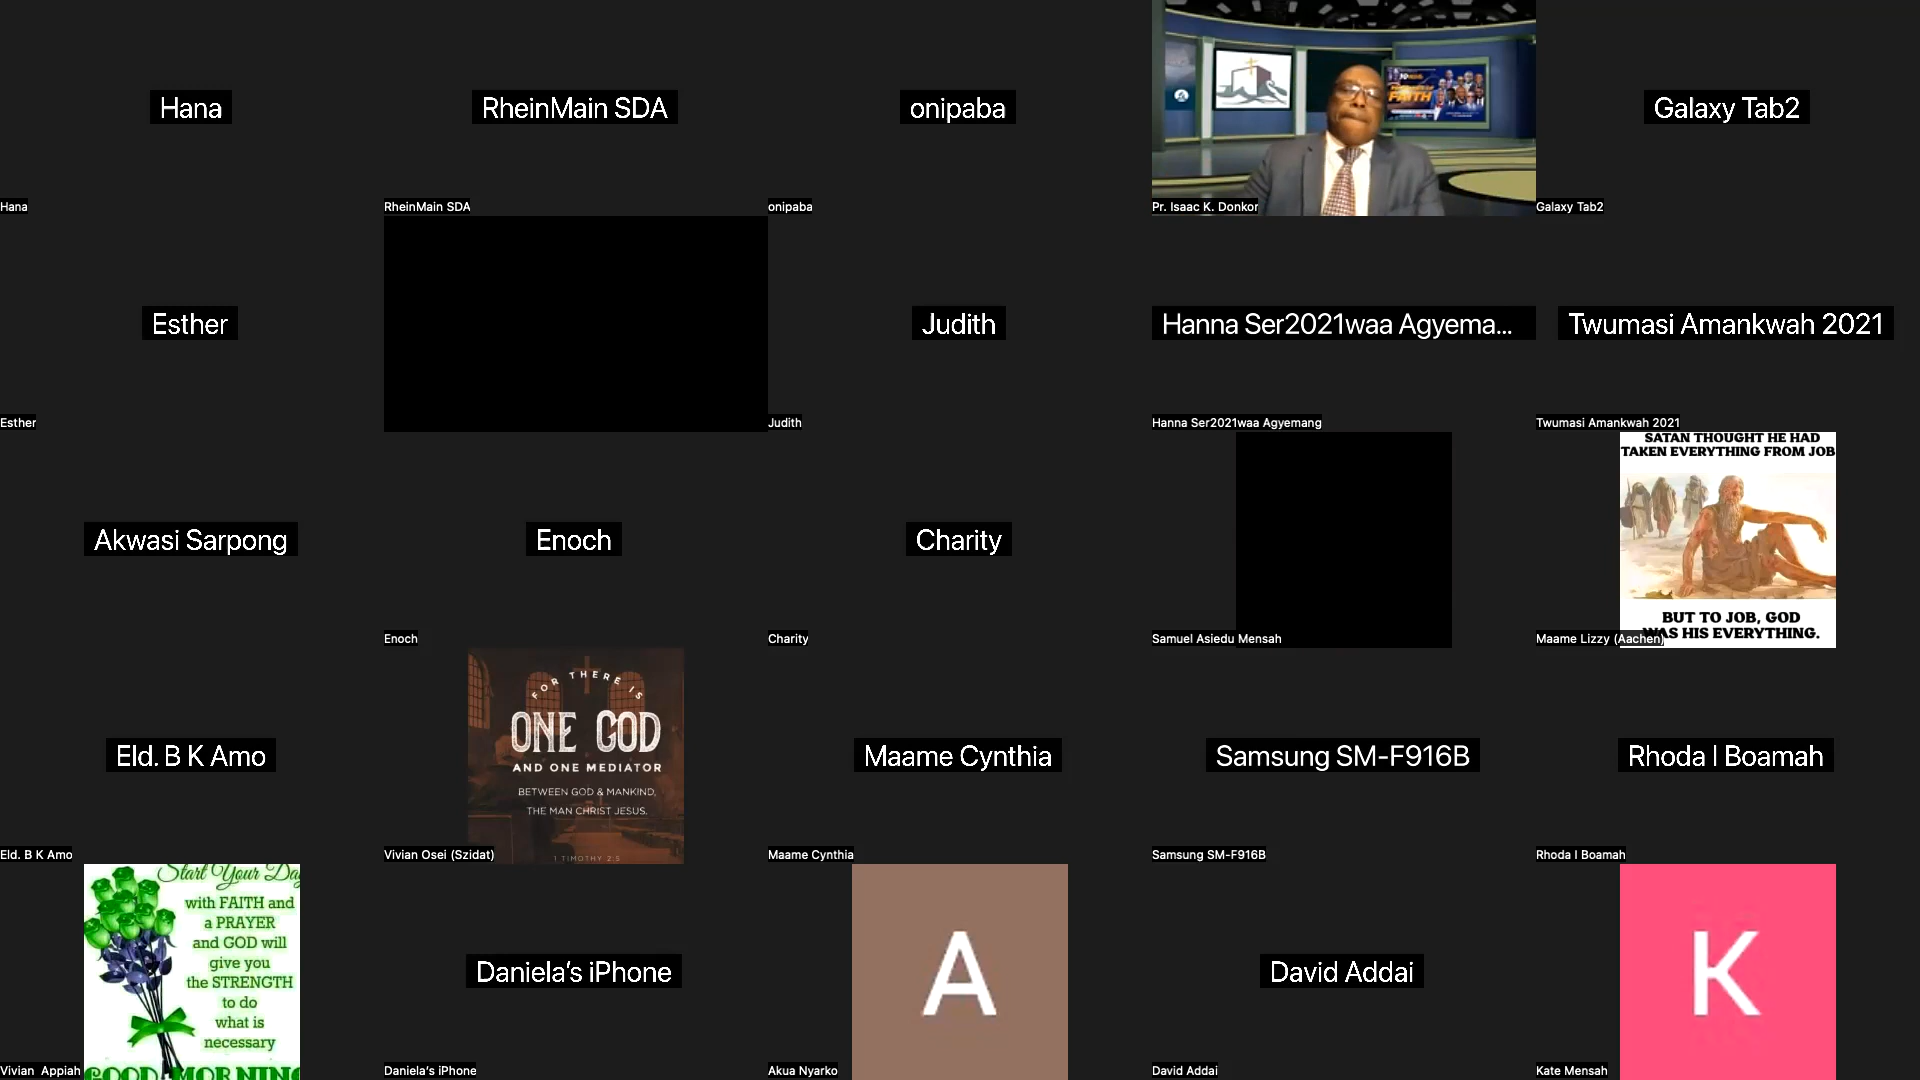 Hana
RheinMain SDA
onipaba
FAITH
Galaxy Tab2
Hana
RheinMain SDA
onipaba
Pr. Isaac K. Donkor
Galaxy Tab2
Esther
Judith
Hanna Ser2021waa Agyema...
Twumasi Amankwah 2021
Esther
Judith
Hanna Ser2021waa Agyemang
Twumasi Amankwah 2021
Akwasi Sarpong
Enoch
Charity
SATAN THOUGHT HE HAD
TAKEN EVERYTHING FROM JOB
BUT TO JOB, GOD
WAS HIS EVERYTHING.
Enoch
Charity
Samuel Asiedu Mensah
Maame Lizzy (Aachen)
Eld. B K Amo
FOR THERE IS
ONE GOD
AND ONE MEDIATOR
BETWEEN GOD & MANKIND,
THE MAN CHRIST JESUS.
1 TIMOTHY 2:5
Maame Cynthia
Samsung SM-F916B
Rhoda I Boamah
Eld. B K Amo
Vivian Osei (Szidat)
Maame Cynthia
Samsung SM-F916B
Rhoda I Boamah
Start Your Day
with FAITH and
a PRAYER
and GOD will
give you
the STRENGTH
to do
what is
necessary
GOOD MORNING
Daniela's iPhone
A
David Addai
K
Vivian Appiah
Daniela's iPhone
Akua Nyarko
David Addai
Kate Mensah